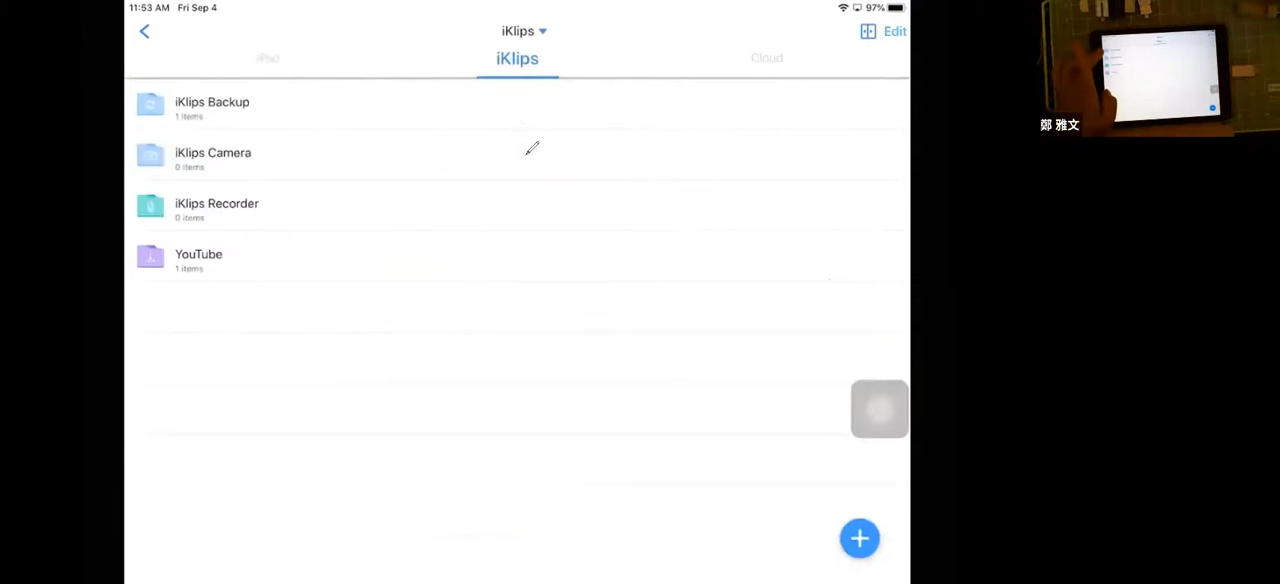 11:53 AM Fri Sep 4
97%
iKlips
Edit
iPad
iKlips
Cloud
iKlips Backup
1 items
iKlips Camera
0 items
iKlips Recorder
0 items
YouTube
1 items
鄭 雅文